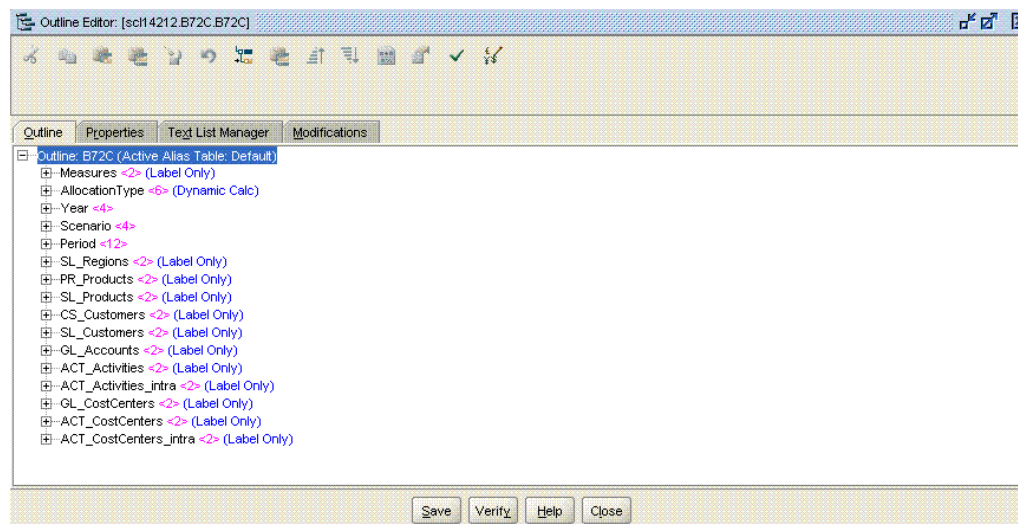 Outline Editor: [scl14212.B72C.B72C]
Outline Properties Text List Manager Modifications
Outline: B72C (Active Alias Table: Default)
Measures <2> (Label Only)
AllocationType <6> (Dynamic Calc)
Year <4>
Scenario <4>
Period <12>
SL_Regions <2> (Label Only)
PR_Products <2> (Label Only)
SL_Products <2> (Label Only)
CS_Customers <2> (Label Only)
SL_Customers <2> (Label Only)
GL_Accounts <2> (Label Only)
ACT_Activities <2> (Label Only)
ACT_Activities_intra <2> (Label Only)
GL_CostCenters <2> (Label Only)
ACT_CostCenters <2> (Label Only)
ACT_CostCenters_intra <2> (Label Only)
Save Verify Help Close